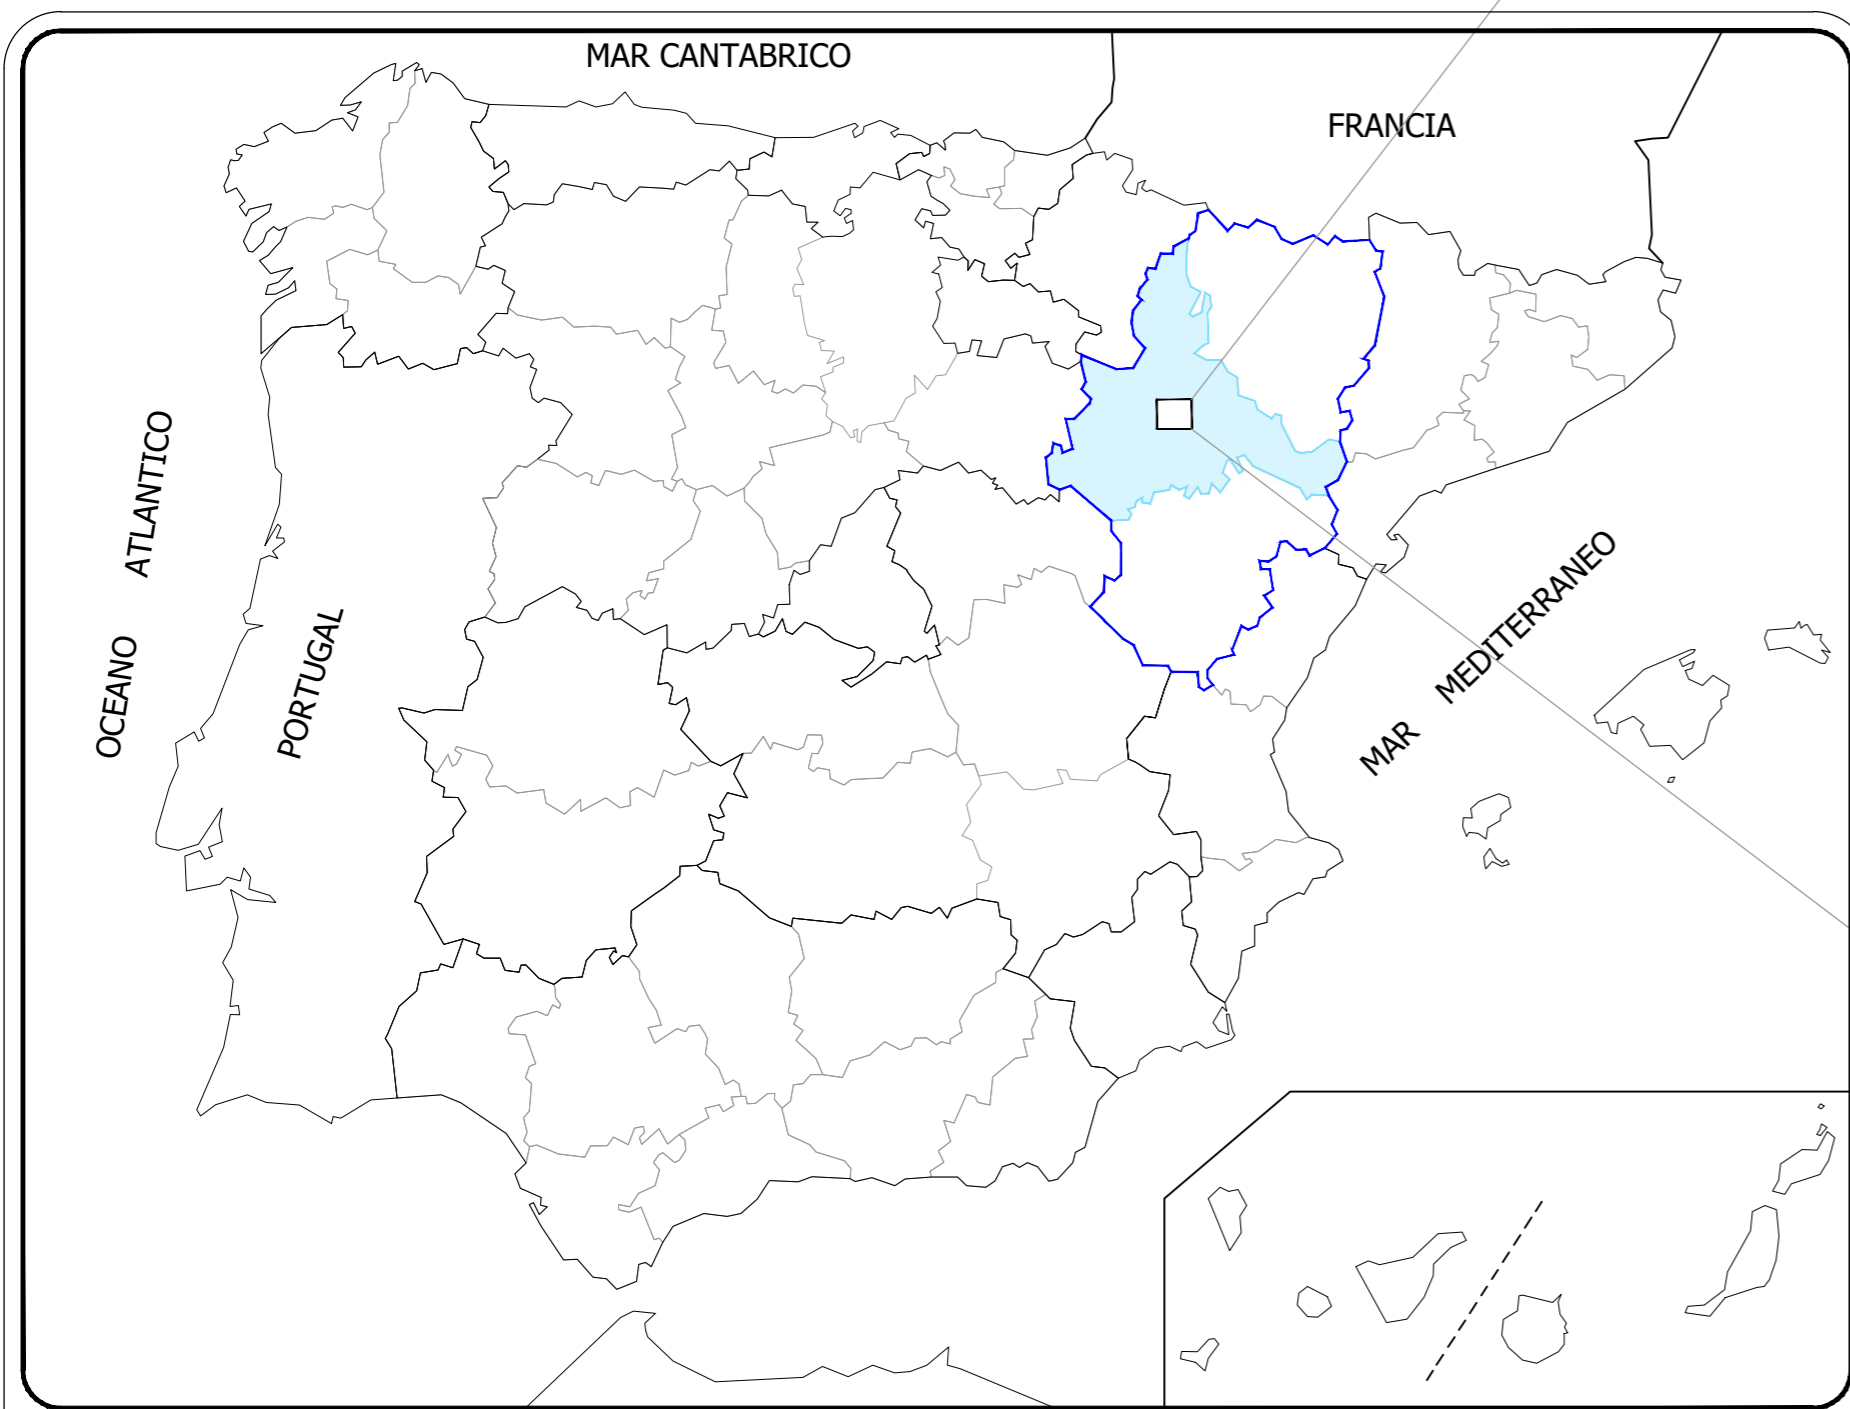 MAR CANTABRICO
FRANCIA
OCEANO ATLANTICO
PORTUGAL
MAR MEDITERRANEO